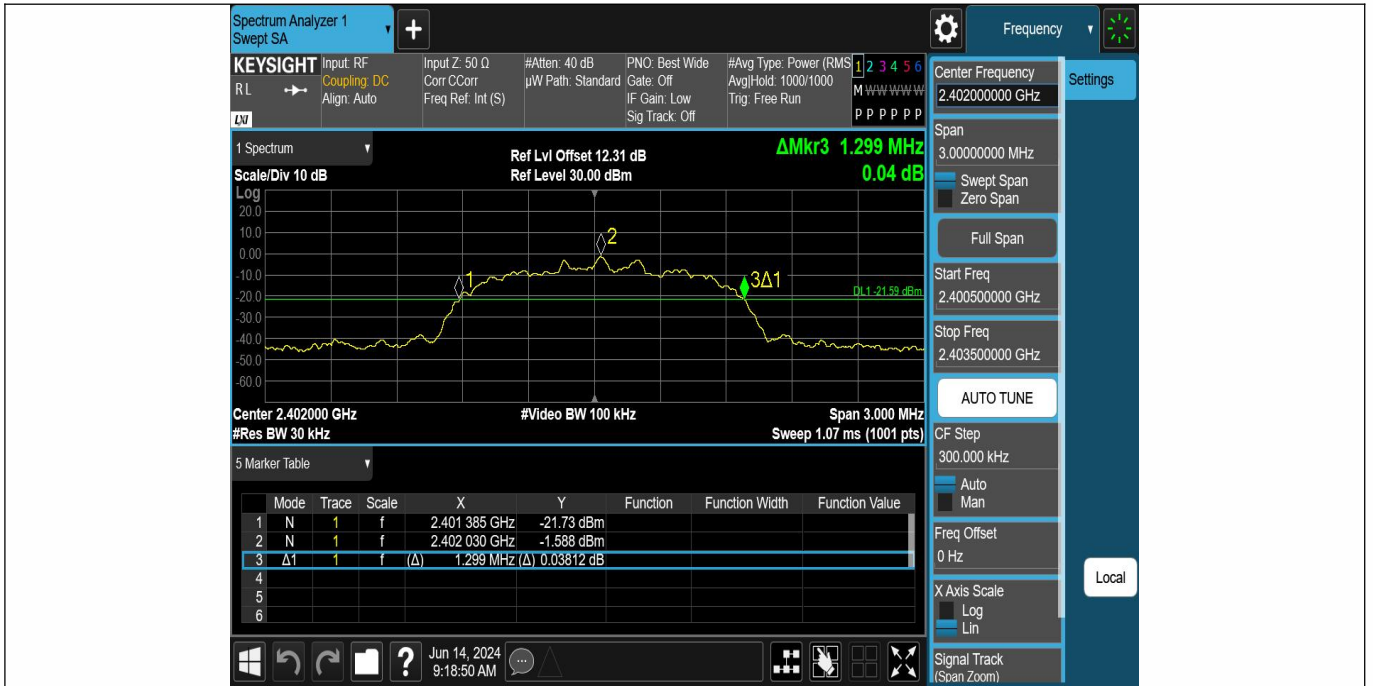 Spectrum Analyzer 1
Swept SA
+
Frequency
KEYSIGHT
RL
LXI
Input: RF
Coupling: DC
Align: Auto
Input Z: 50 Ω
Corr CCorr
Freq Ref: Int (S)
#Atten: 40 dB
µW Path: Standard
PNO: Best Wide
Gate: Off
IF Gain: Low
Sig Track: Off
#Avg Type: Power (RMS
Avg|Hold: 1000/1000
Trig: Free Run
1 2 3 4 5 6
M W W W W W
P P P P P P
Center Frequency
2.402000000 GHz
Settings
Span
3.00000000 MHz
Swept Span
Zero Span
Full Span
Start Freq
2.400500000 GHz
Stop Freq
2.403500000 GHz
AUTO TUNE
CF Step
300.000 kHz
Auto
Man
Freq Offset
0 Hz
X Axis Scale
Log
Lin
Signal Track
(Span Zoom)
Local
1 Spectrum
Scale/Div 10 dB
Ref Lvl Offset 12.31 dB
Ref Level 30.00 dBm
ΔMkr3 1.299 MHz
0.04 dB
Log
20.0
10.0
0.00
-10.0
-20.0
-30.0
-40.0
-50.0
-60.0
1
2
3Δ1
DL1 -21.59 dBm
Center 2.402000 GHz
#Video BW 100 kHz
Span 3.000 MHz
#Res BW 30 kHz
Sweep 1.07 ms (1001 pts)
5 Marker Table
Mode Trace Scale X Y Function Function Width Function Value
1 N 1 f 2.401 385 GHz -21.73 dBm
2 N 1 f 2.402 030 GHz -1.588 dBm
3 Δ1 1 f (Δ) 1.299 MHz (Δ) 0.03812 dB
4
5
6
?
Jun 14, 2024
9:18:50 AM